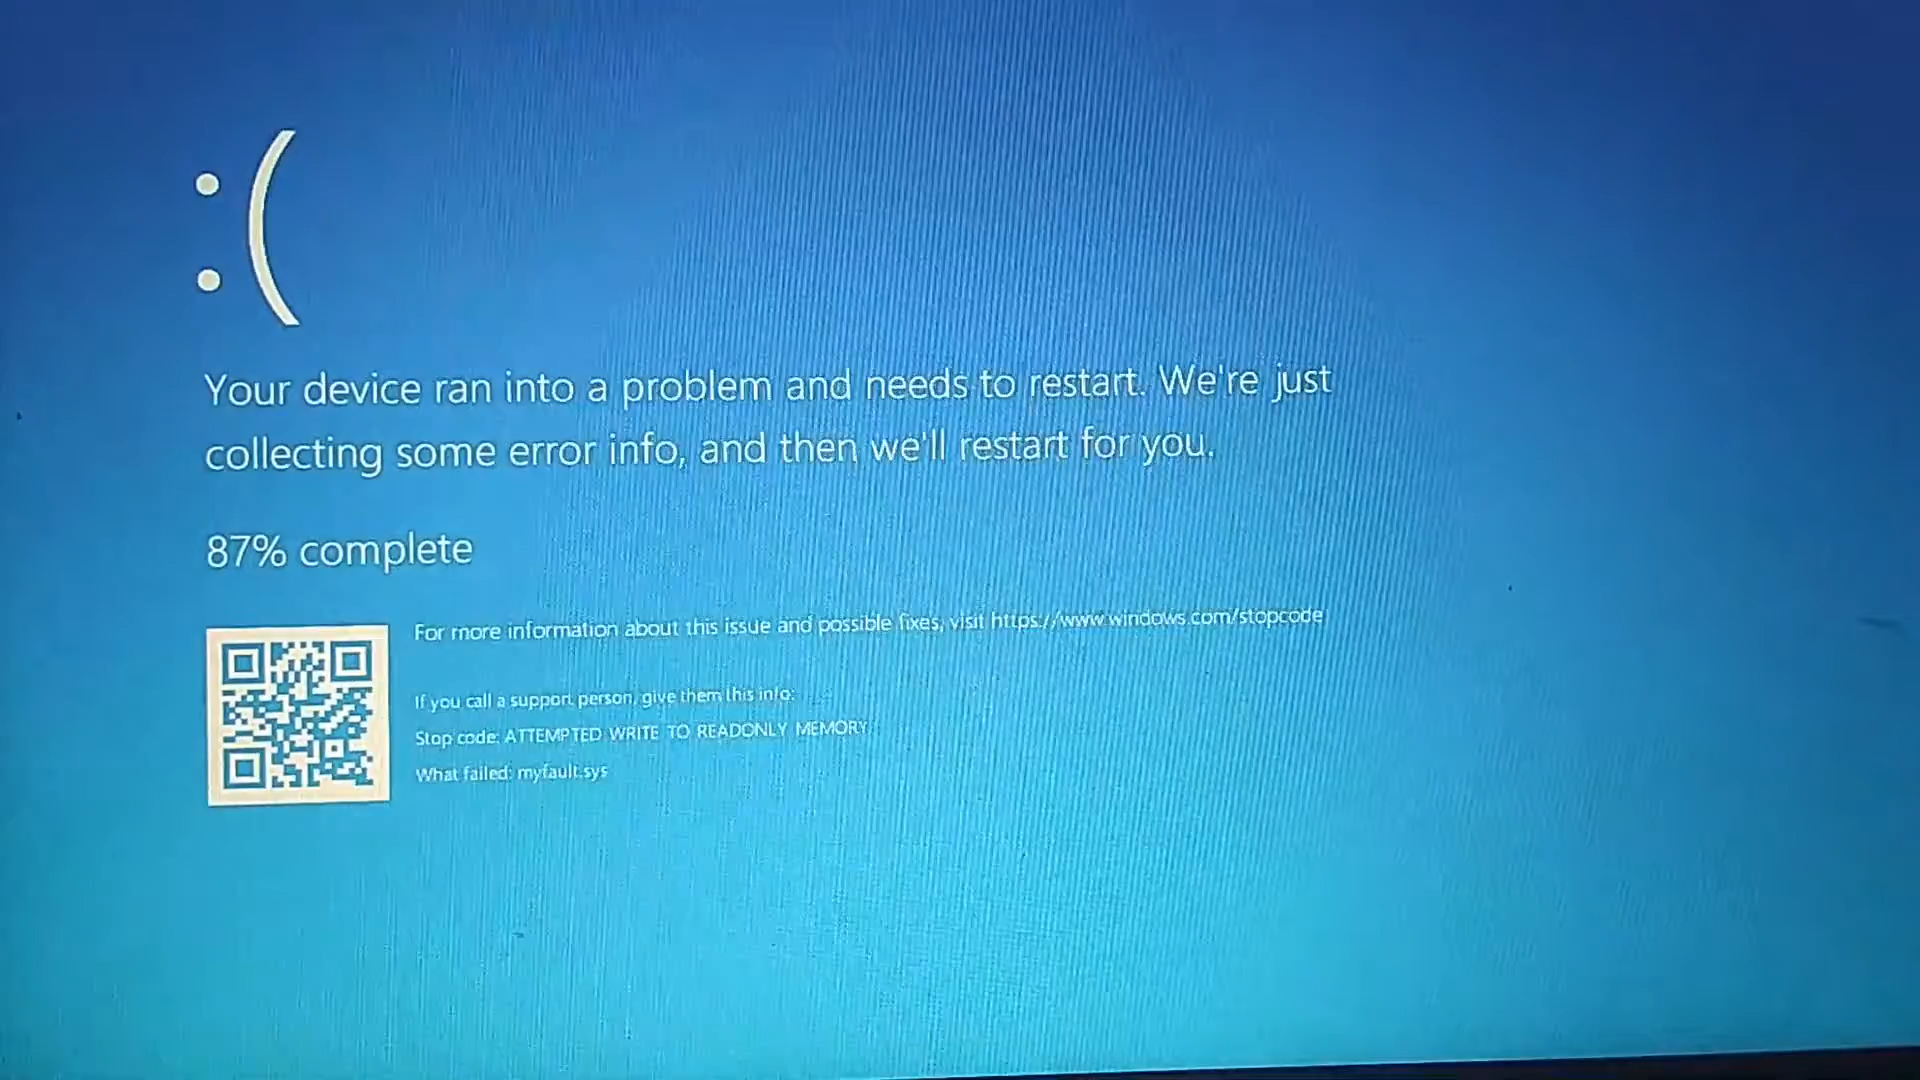 :(
Your device ran into a problem and needs to restart. We're just
collecting some error info, and then we'll restart for you.
87% complete
For more information about this issue and possible fixes, visit https://www.windows.com/stopcode
If you call a support person, give them this info:
Stop code: ATTEMPTED WRITE TO READONLY MEMORY
What failed: myfault.sys